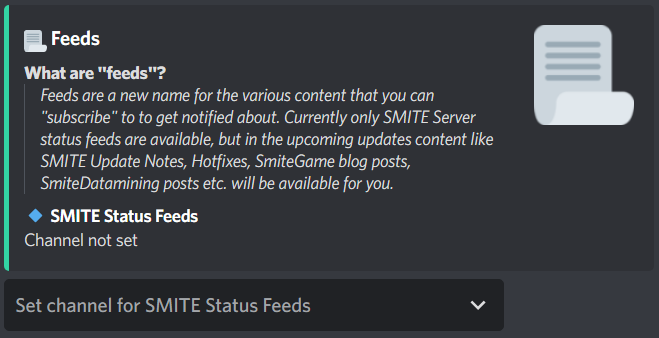 Feeds
What are "feeds"?
Feeds are a new name for the various content that you can
"subscribe" to to get notified about. Currently only SMITE Server
status feeds are available, but in the upcoming updates content like
SMITE Update Notes, Hotfixes, SmiteGame blog posts,
SmiteDatamining posts etc. will be available for you.
SMITE Status Feeds
Channel not set
Set channel for SMITE Status Feeds